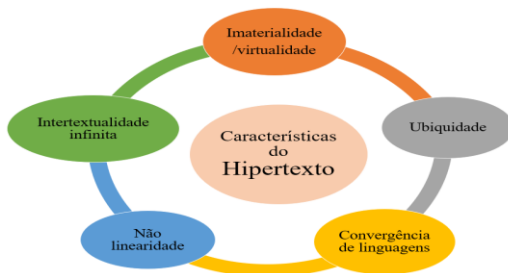 Imaterialidade
/virtualidade
Intertextualidade
infinita
Características
do
Hipertexto
Ubiquidade
Não
linearidade
Convergência
de linguagens